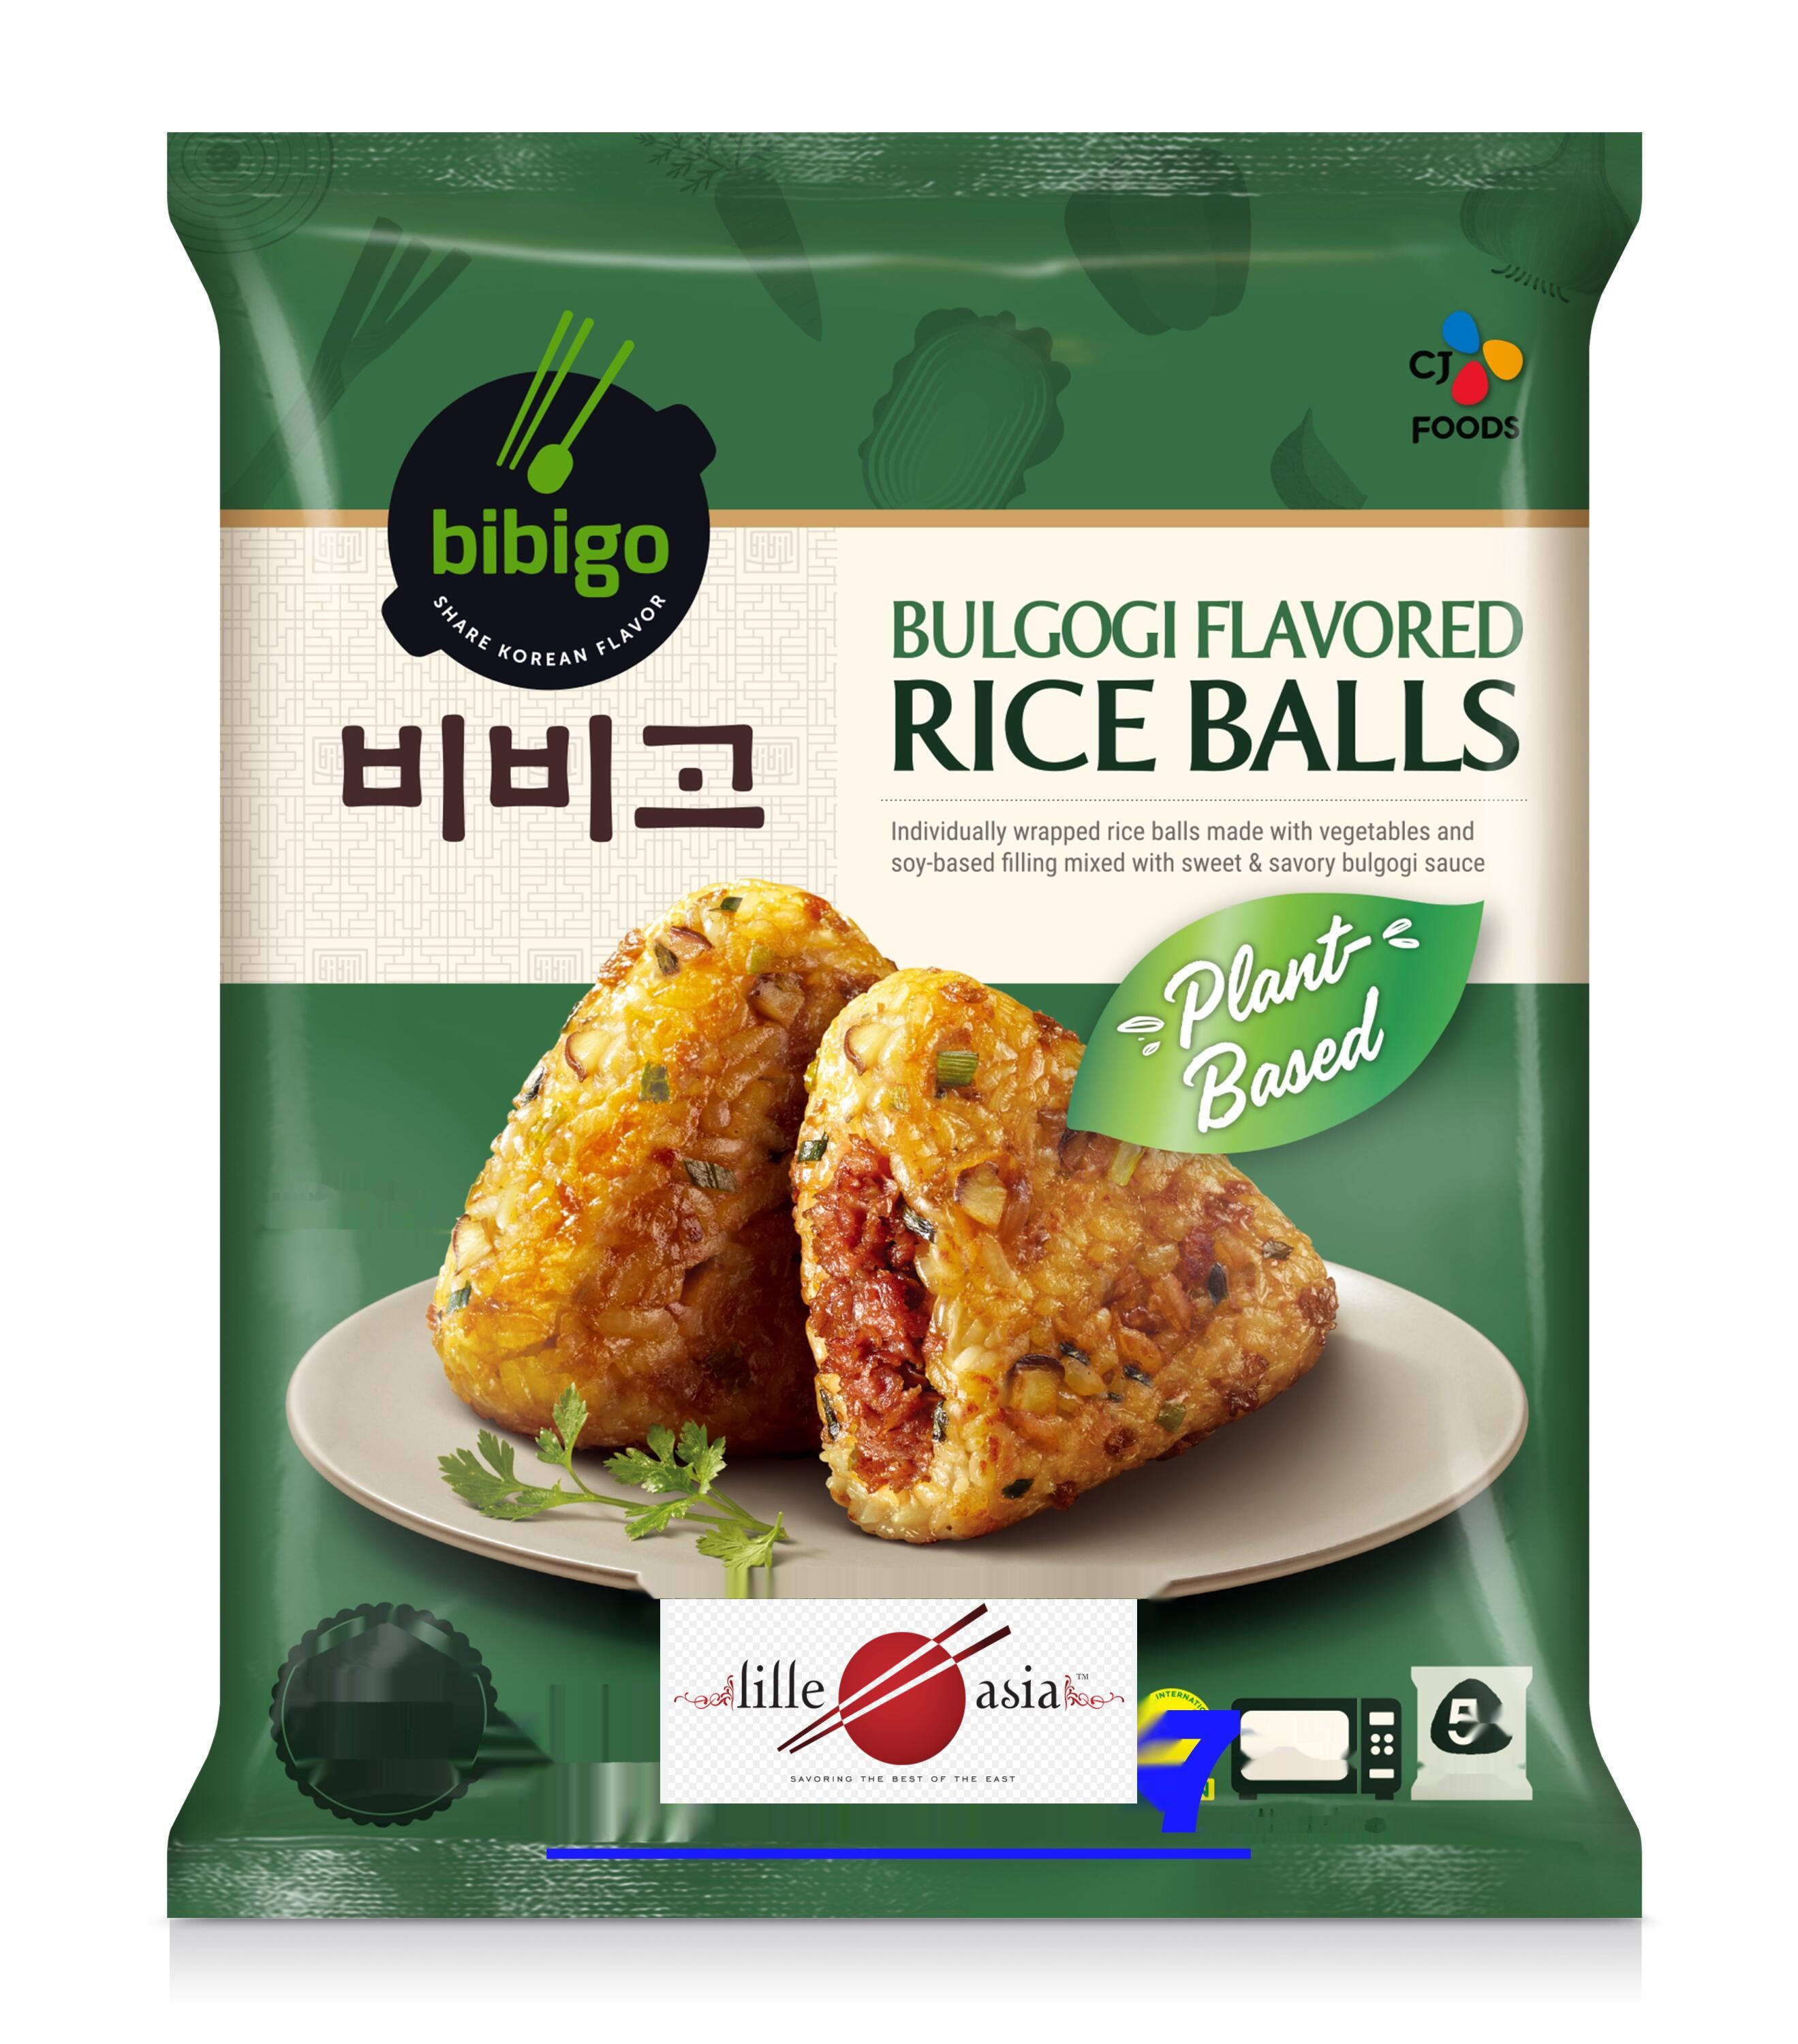 CJ
FOODS
bibigo
SHARE KOREAN FLAVOR
비비고
BULGOGI FLAVORED
RICE BALLS
Individually wrapped rice balls made with vegetables and
soy-based filling mixed with sweet & savory bulgogi sauce
Plant-
Based
lille asia™
SAVORING THE BEST OF THE EAST
7
5